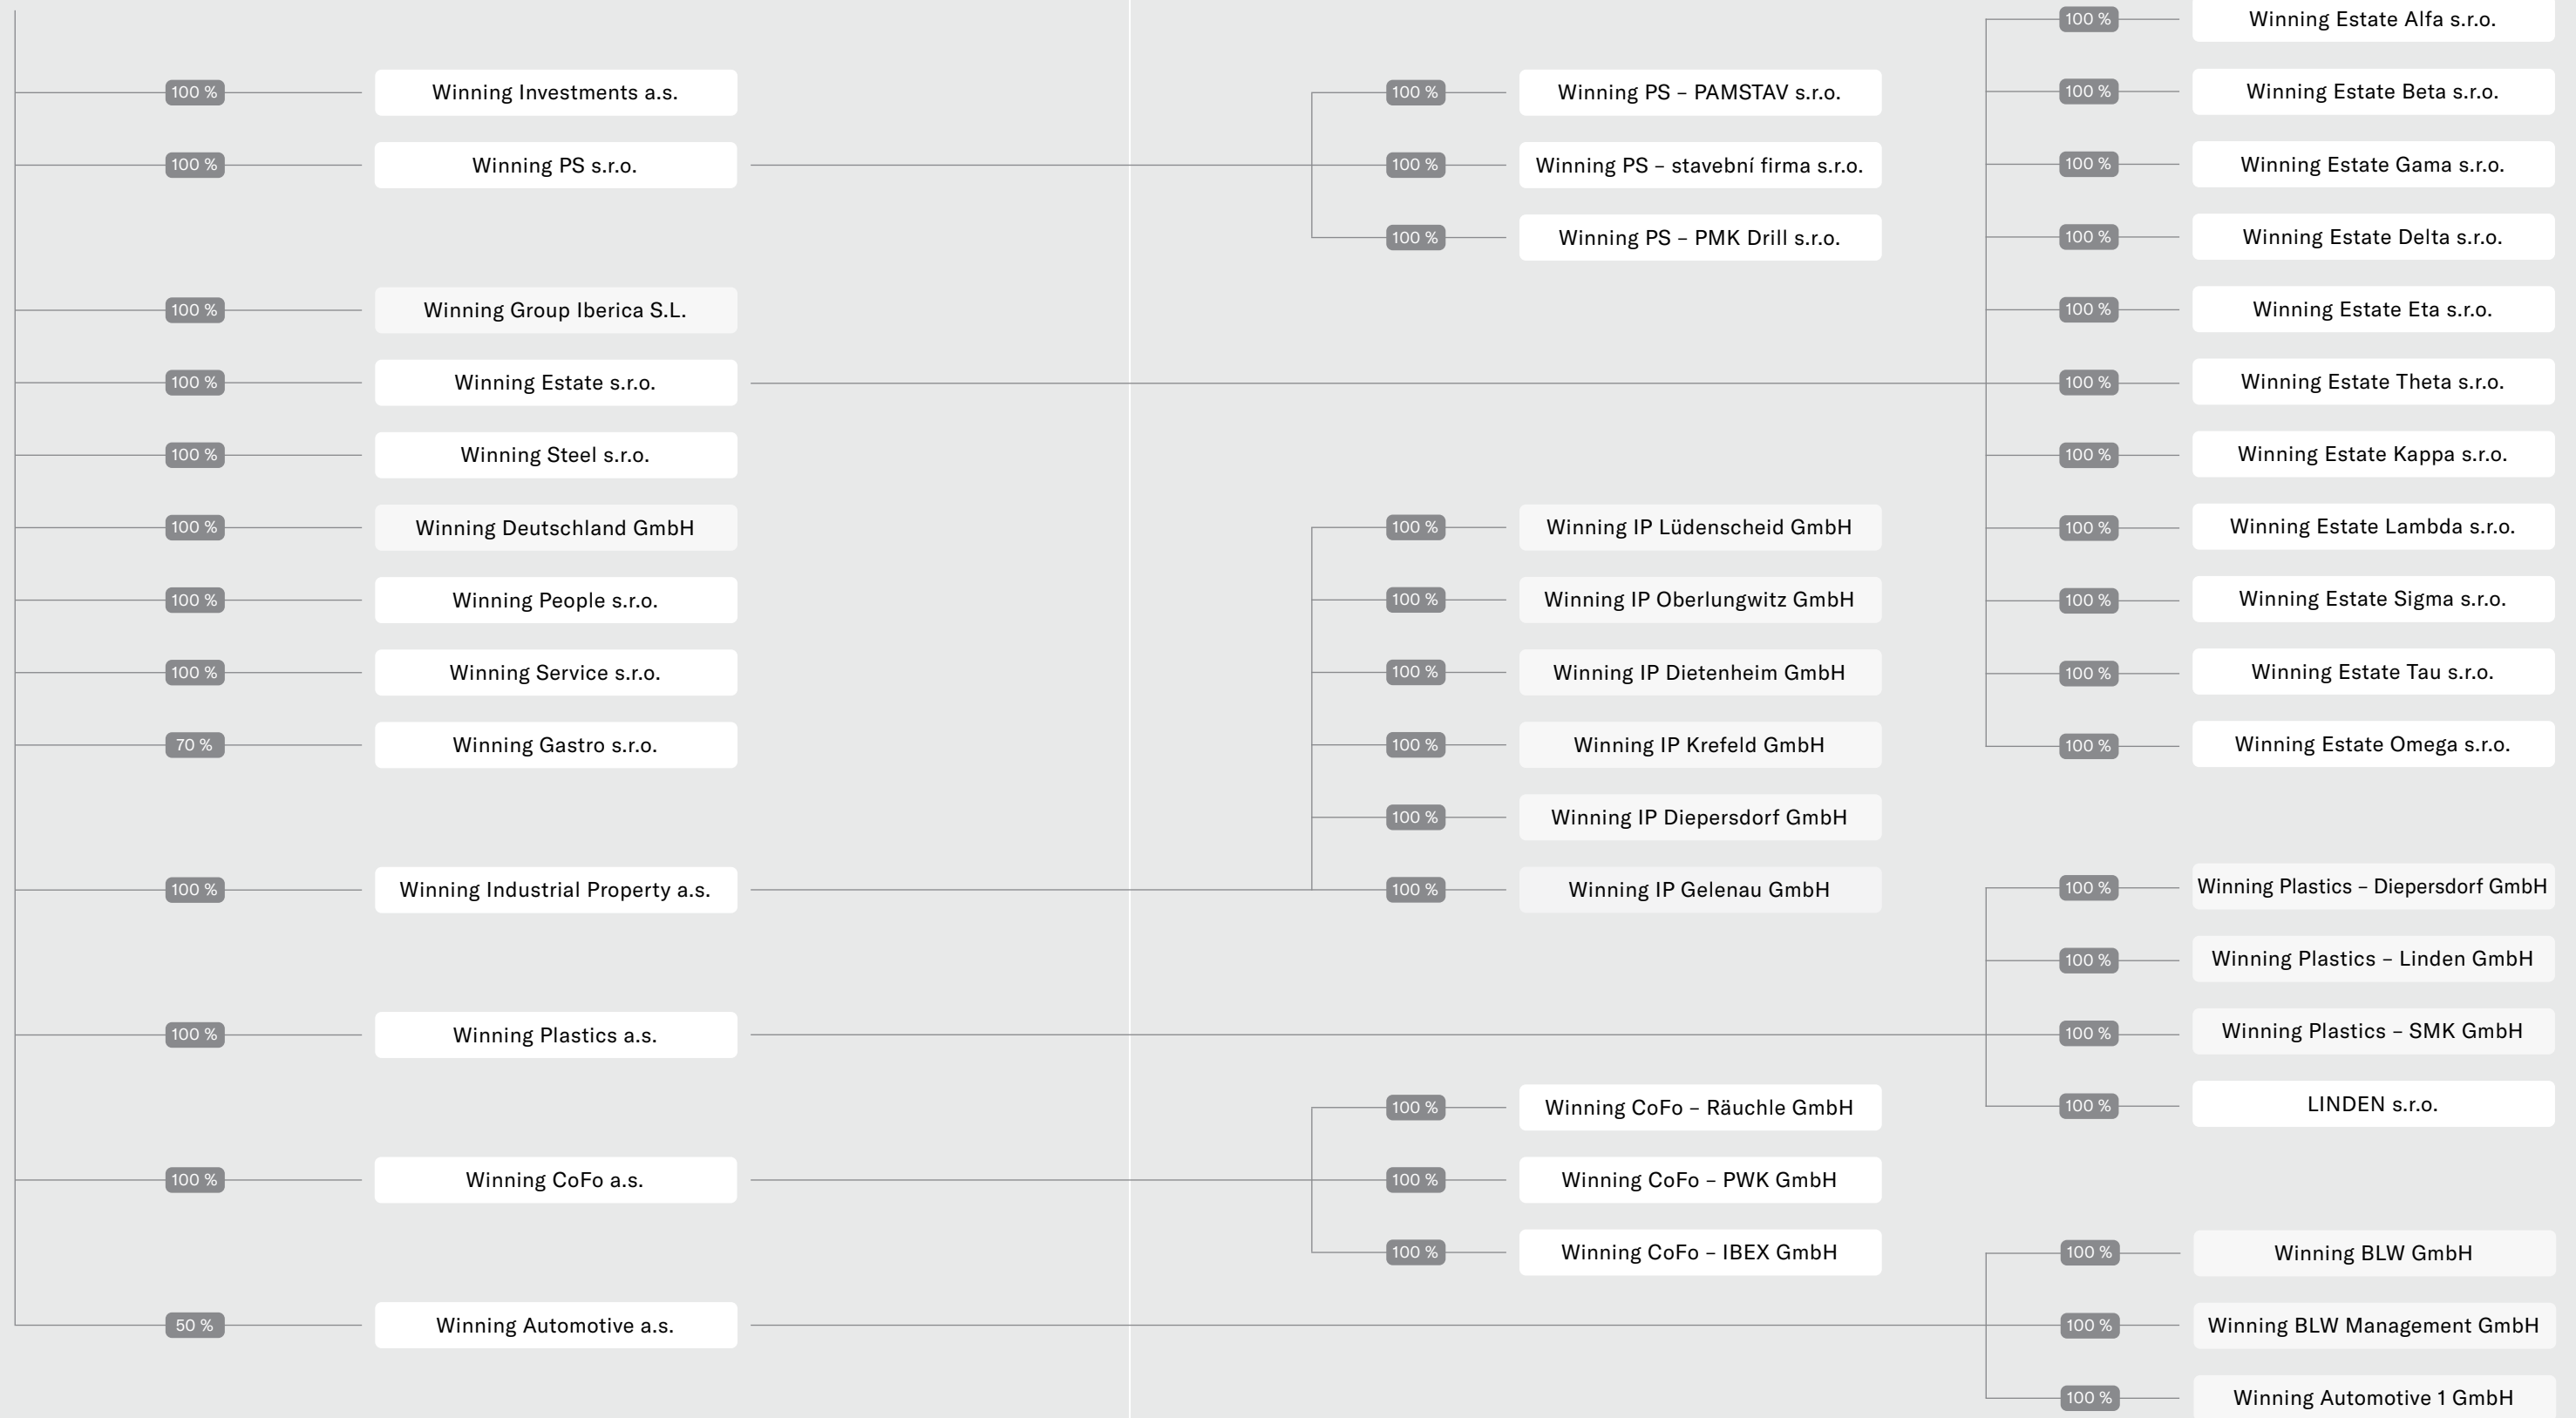 100 %
Winning Investments a.s.
100 %
Winning PS s.r.o.
100 %
Winning Group Iberica S.L.
100 %
Winning Estate s.r.o.
100 %
Winning Steel s.r.o.
100 %
Winning Deutschland GmbH
100 %
Winning People s.r.o.
100 %
Winning Service s.r.o.
70 %
Winning Gastro s.r.o.
100 %
Winning Industrial Property a.s.
100 %
Winning Plastics a.s.
100 %
Winning CoFo a.s.
50 %
Winning Automotive a.s.
100 %
Winning PS – PAMSTAV s.r.o.
100 %
Winning PS – stavební firma s.r.o.
100 %
Winning PS – PMK Drill s.r.o.
100 %
Winning IP Lüdenscheid GmbH
100 %
Winning IP Oberlungwitz GmbH
100 %
Winning IP Dietenheim GmbH
100 %
Winning IP Krefeld GmbH
100 %
Winning IP Diepersdorf GmbH
100 %
Winning IP Gelenau GmbH
100 %
Winning CoFo – Räuchle GmbH
100 %
Winning CoFo – PWK GmbH
100 %
Winning CoFo – IBEX GmbH
100 %
Winning Estate Alfa s.r.o.
100 %
Winning Estate Beta s.r.o.
100 %
Winning Estate Gama s.r.o.
100 %
Winning Estate Delta s.r.o.
100 %
Winning Estate Eta s.r.o.
100 %
Winning Estate Theta s.r.o.
100 %
Winning Estate Kappa s.r.o.
100 %
Winning Estate Lambda s.r.o.
100 %
Winning Estate Sigma s.r.o.
100 %
Winning Estate Tau s.r.o.
100 %
Winning Estate Omega s.r.o.
100 %
Winning Plastics – Diepersdorf GmbH
100 %
Winning Plastics – Linden GmbH
100 %
Winning Plastics – SMK GmbH
100 %
LINDEN s.r.o.
100 %
Winning BLW GmbH
100 %
Winning BLW Management GmbH
100 %
Winning Automotive 1 GmbH